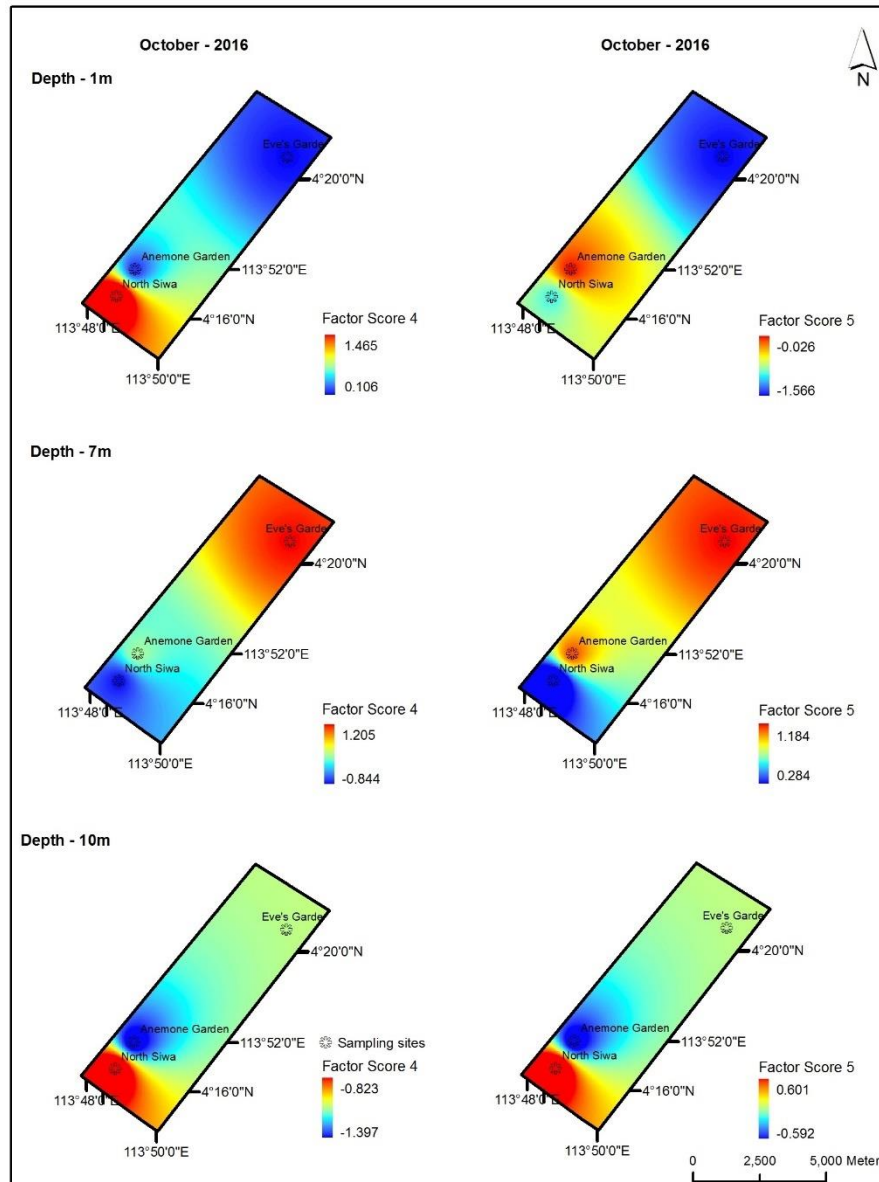 October - 2016
October - 2016
N
Depth - 1m
Eve's Garde
4°20'0"N
Anemone Garden
113°52'0"E
North Siwa
4°16'0"N
113°48'0"E
113°50'0"E
Factor Score 4
1.465
0.106
Eve's Garde
4°20'0"N
Anemone Garden
113°52'0"E
North Siwa
4°16'0"N
113°48'0"E
113°50'0"E
Factor Score 5
-0.026
-1.566
Depth - 7m
Eve's Garde
4°20'0"N
Anemone Garden
113°52'0"E
North Siwa
4°16'0"N
113°48'0"E
113°50'0"E
Factor Score 4
1.205
-0.844
Eve's Garde
4°20'0"N
Anemone Garden
113°52'0"E
North Siwa
4°16'0"N
113°48'0"E
113°50'0"E
Factor Score 5
1.184
0.284
Depth - 10m
Eve's Garde
4°20'0"N
Anemone Garden
113°52'0"E
North Siwa
4°16'0"N
113°48'0"E
113°50'0"E
Sampling sites
Factor Score 4
-0.823
-1.397
Eve's Garde
4°20'0"N
Anemone Garden
113°52'0"E
North Siwa
4°16'0"N
113°48'0"E
113°50'0"E
Factor Score 5
0.601
-0.592
0 2,500 5,000 Meter